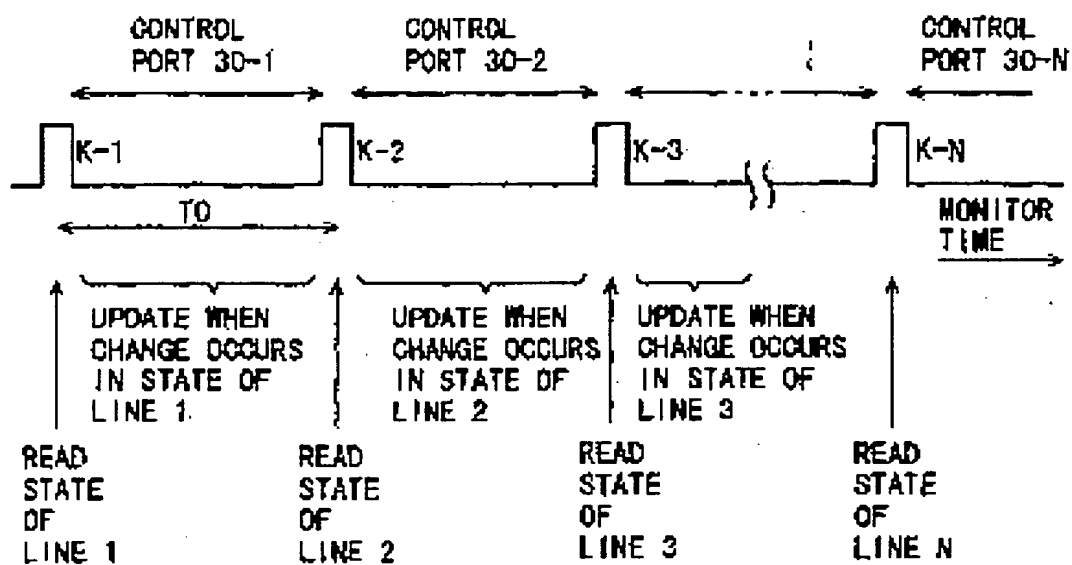 CONTROL
PORT 30-1
CONTROL
PORT 30-2
CONTROL
PORT 30-N
K-1
K-2
K-3
K-N
T0
MONITOR
TIME
UPDATE WHEN
CHANGE OCCURS
IN STATE OF
LINE 1
UPDATE WHEN
CHANGE OCCURS
IN STATE OF
LINE 2
UPDATE WHEN
CHANGE OCCURS
IN STATE OF
LINE 3
READ
STATE
OF
LINE 1
READ
STATE
OF
LINE 2
READ
STATE
OF
LINE 3
READ
STATE
OF
LINE N